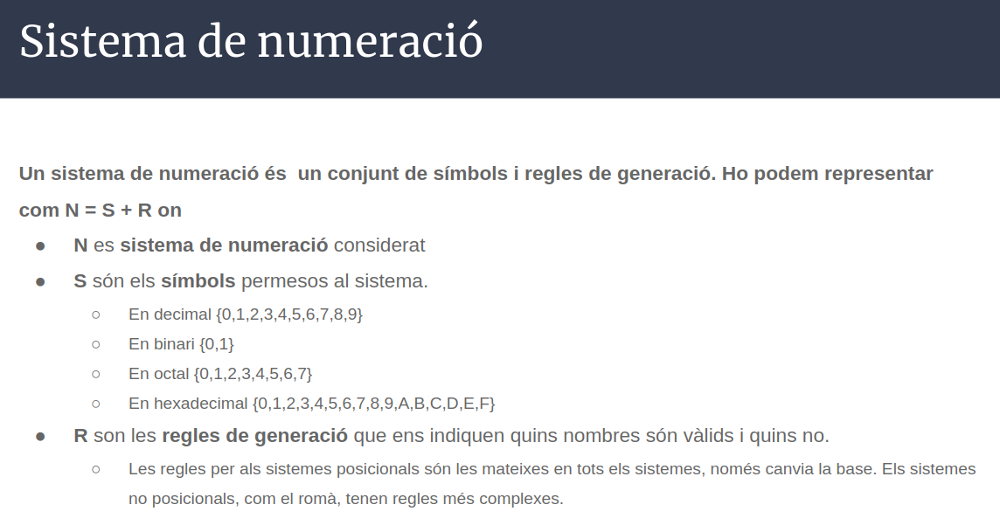 Sistema de numeració
Un sistema de numeració és  un conjunt de símbols i regles de generació. Ho podem representar
com N = S + R on
● N es sistema de numeració considerat
● S són els símbols permesos al sistema.
○ En decimal {0,1,2,3,4,5,6,7,8,9}
○ En binari {0,1}
○ En octal {0,1,2,3,4,5,6,7}
○ En hexadecimal {0,1,2,3,4,5,6,7,8,9,A,B,C,D,E,F}
● R son les regles de generació que ens indiquen quins nombres són vàlids i quins no.
○ Les regles per als sistemes posicionals són les mateixes en tots els sistemes, només canvia la base. Els sistemes
no posicionals, com el romà, tenen regles més complexes.